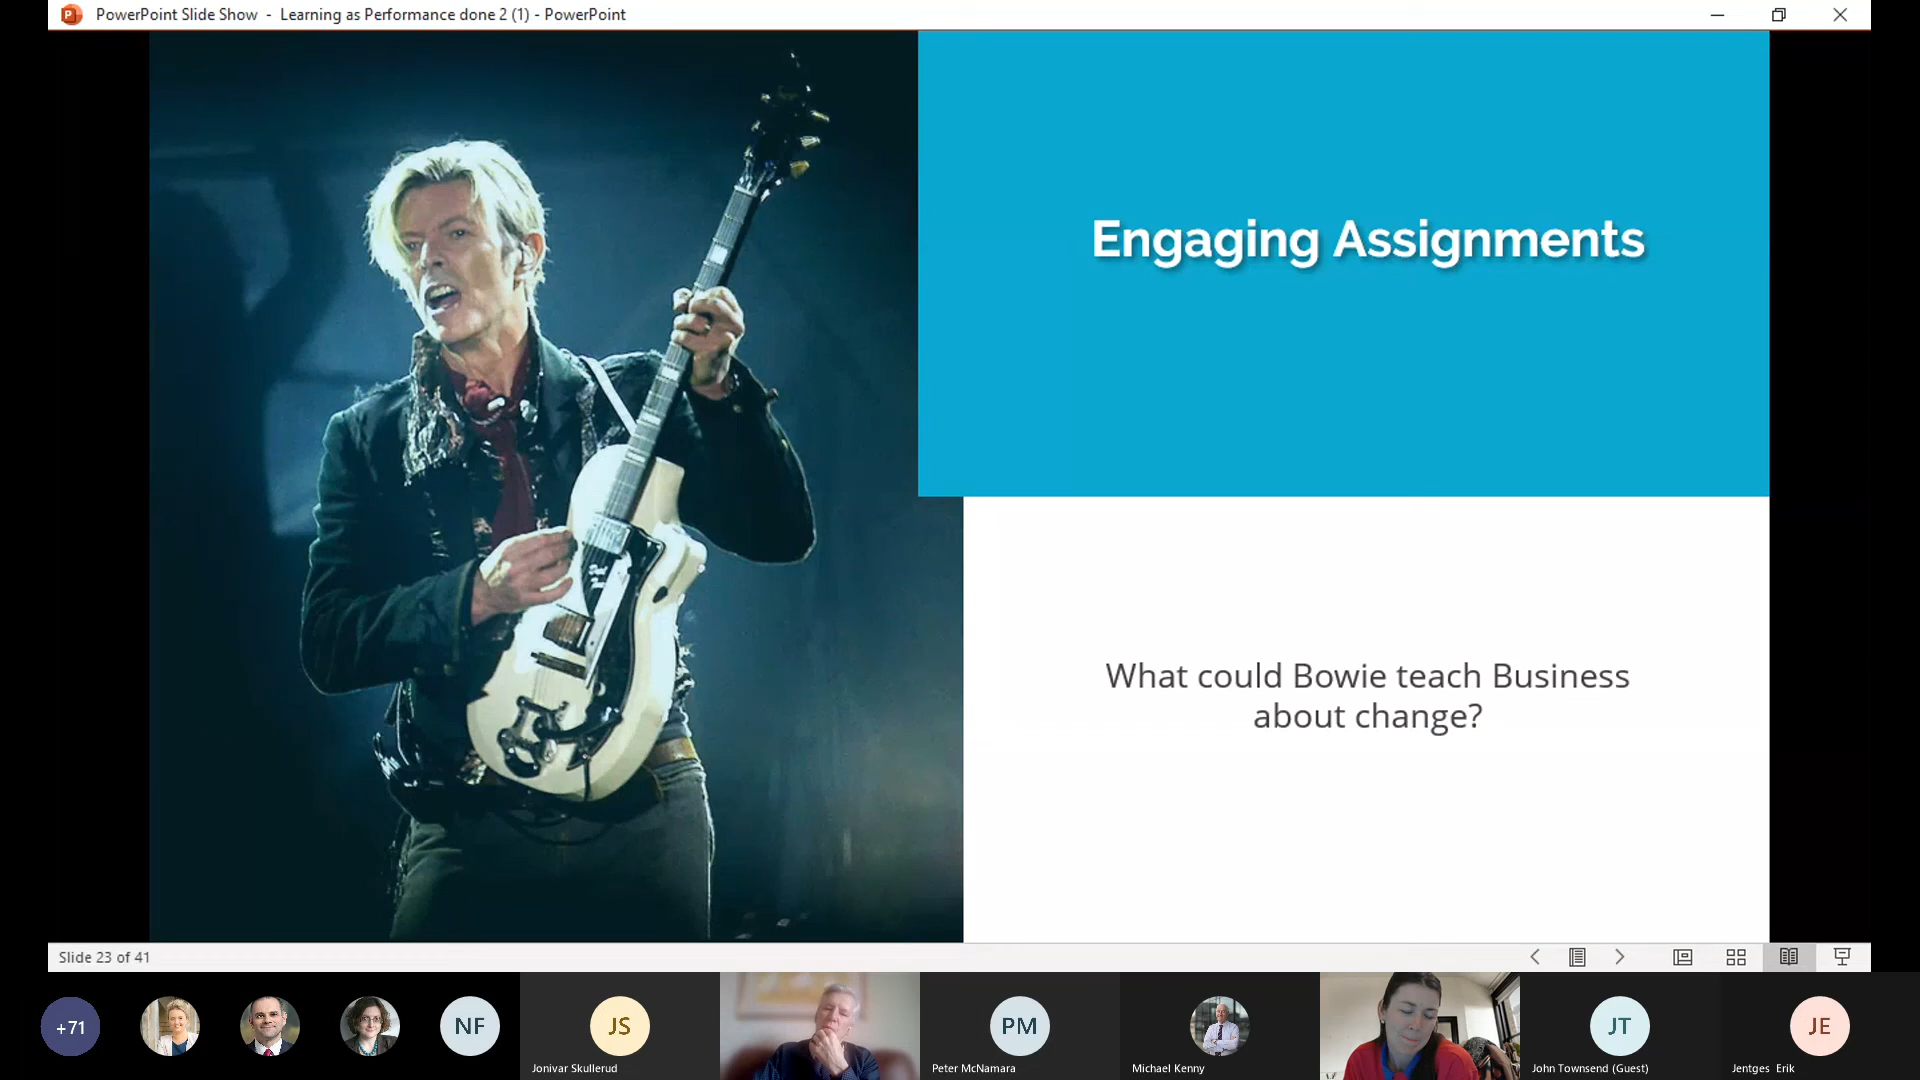 PowerPoint Slide Show - Learning as Performance done 2 (1) - PowerPoint
Engaging Assignments
What could Bowie teach Business
about change?
Slide 23 of 41
+71
NF
JS
PM
JT
JE
Jonivar Skullerud
Peter McNamara
Michael Kenny
John Townsend (Guest)
Jentges Erik